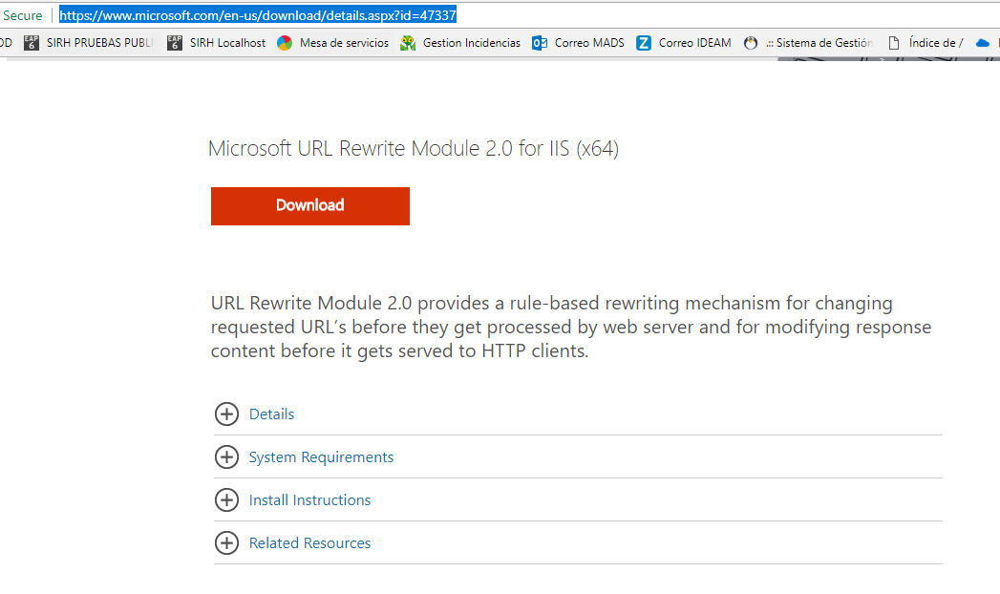 Secure https://www.microsoft.com/en-us/download/details.aspx?id=47337
EAP 6 SIRH PRUEBAS PUBLI EAP 6 SIRH Localhost Mesa de servicios Gestion Incidencias Correo MADS Z Correo IDEAM .:: Sistema de Gestión Índice de /
Microsoft URL Rewrite Module 2.0 for IIS (x64)
Download
URL Rewrite Module 2.0 provides a rule-based rewriting mechanism for changing
requested URL's before they get processed by web server and for modifying response
content before it gets served to HTTP clients.
Details
System Requirements
Install Instructions
Related Resources